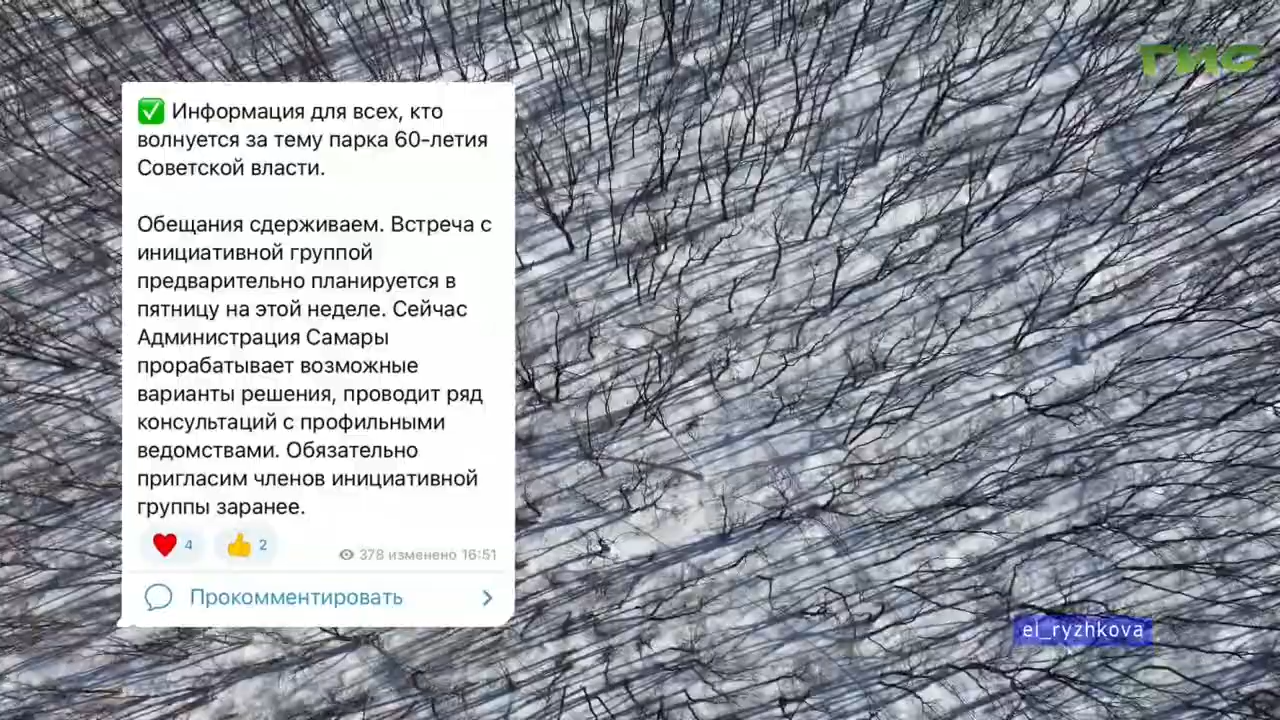 ГИС
✅ Информация для всех, кто
волнуется за тему парка 60-летия
Советской власти.
Обещания сдерживаем. Встреча с
инициативной группой
предварительно планируется в
пятницу на этой неделе. Сейчас
Администрация Самары
прорабатывает возможные
варианты решения, проводит ряд
консультаций с профильными
ведомствами. Обязательно
пригласим членов инициативной
группы заранее.
4 2 378 изменено 16:51
Прокомментировать
el_ryzhkova